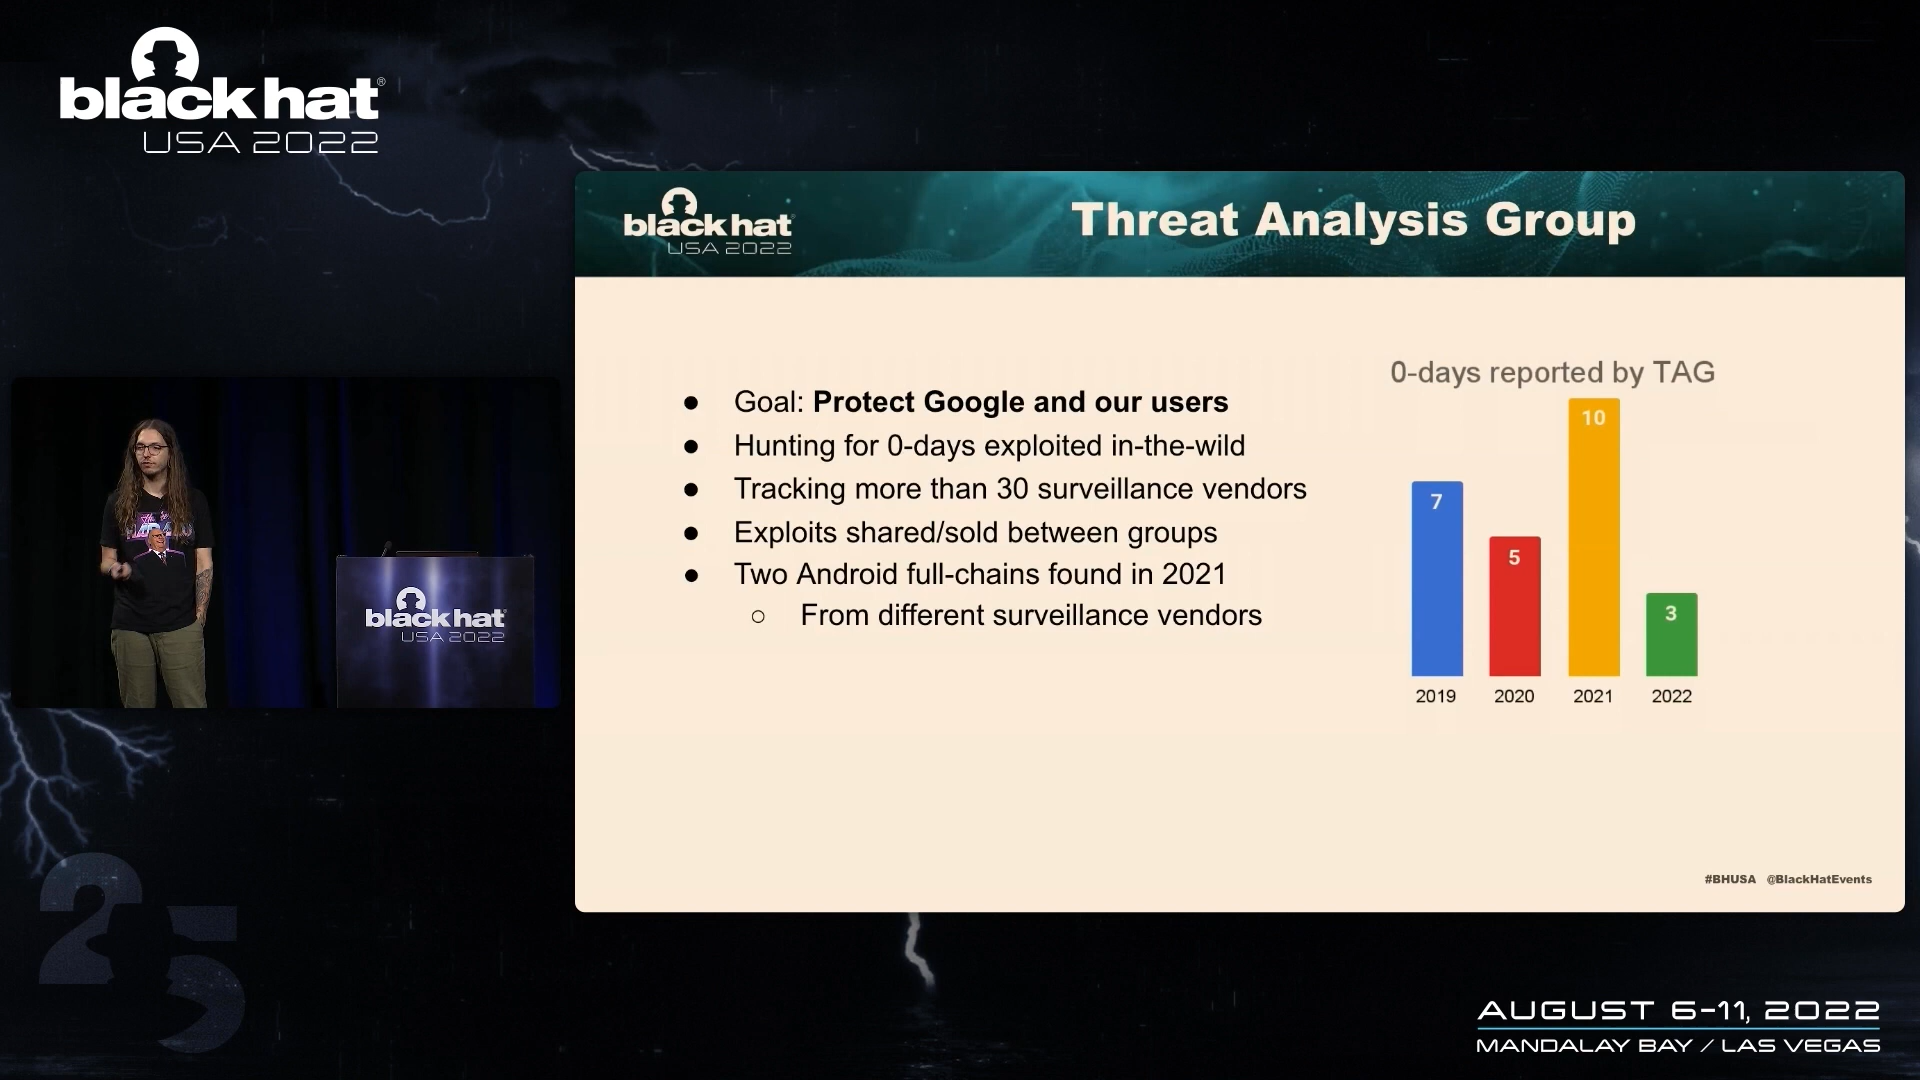 black hat®
USA 2022
black hat
USA 2022
Threat Analysis Group
● Goal: Protect Google and our users
● Hunting for 0-days exploited in-the-wild
● Tracking more than 30 surveillance vendors
● Exploits shared/sold between groups
● Two Android full-chains found in 2021
○ From different surveillance vendors
0-days reported by TAG
7
5
10
3
2019
2020
2021
2022
#BHUSA @BlackHatEvents
black hat
USA 2022
25
AUGUST 6-11, 2022
MANDALAY BAY / LAS VEGAS